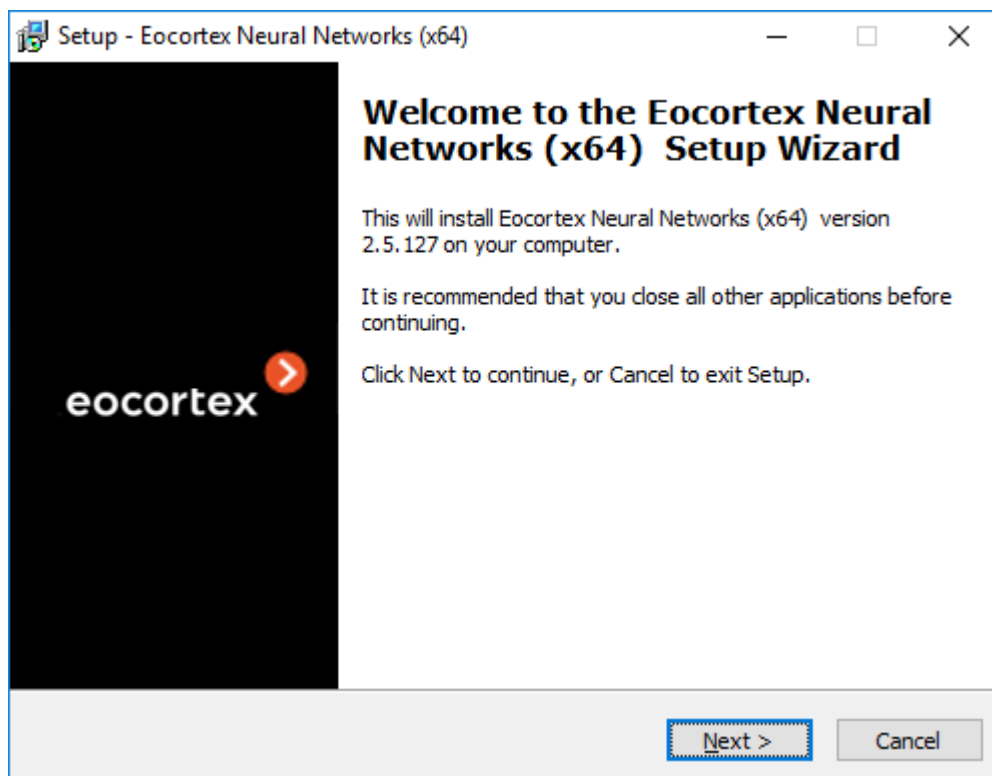 Setup - Eocortex Neural Networks (x64)
Welcome to the Eocortex Neural
Networks (x64)  Setup Wizard
This will install Eocortex Neural Networks (x64)  version
2.5.127 on your computer.
It is recommended that you close all other applications before
continuing.
Click Next to continue, or Cancel to exit Setup.
eocortex
Next >
Cancel